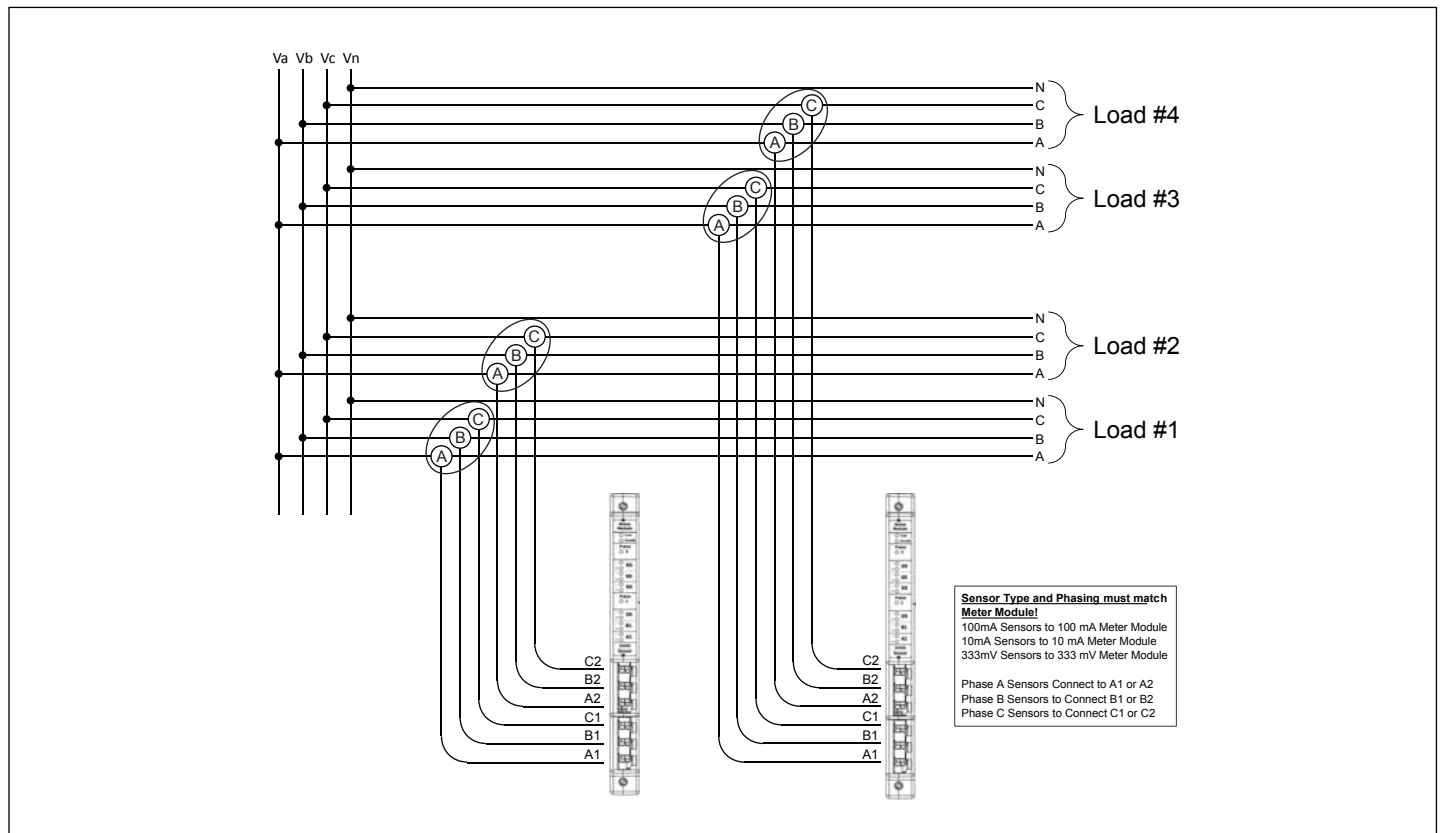 Va Vb Vc Vn
N
C
B
A
Load #4
A
B
C
N
C
B
A
Load #3
A
B
C
N
C
B
A
Load #2
A
B
C
N
C
B
A
Load #1
A
B
C
C2
B2
A2
C1
B1
A1
C2
B2
A2
C1
B1
A1
Sensor Type and Phasing must match
Meter Module!
100mA Sensors to 100 mA Meter Module
10mA Sensors to 10 mA Meter Module
333mV Sensors to 333 mV Meter Module
Phase A Sensors Connect to A1 or A2
Phase B Sensors to Connect B1 or B2
Phase C Sensors to Connect C1 or C2